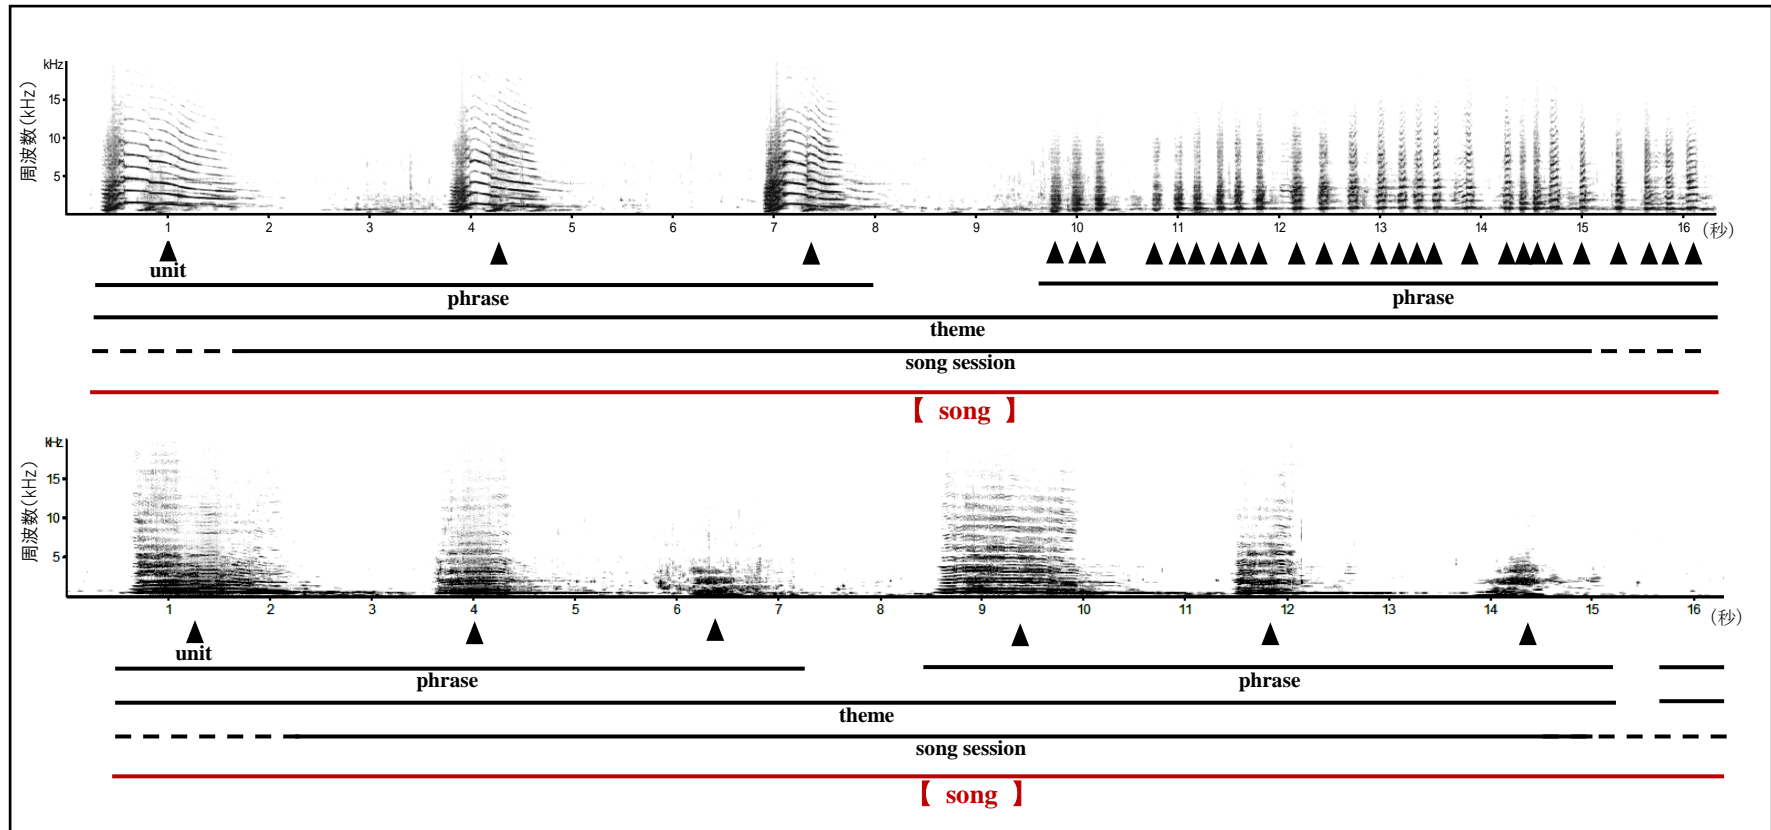 kHz
周波数(kHz)
15
10
5
1 2 3 4 5 6 7 8 9 10 11 12 13 14 15 16 (秒)
unit
phrase phrase
theme
song session
【 song 】
kHz
周波数(kHz)
15
10
5
1 2 3 4 5 6 7 8 9 10 11 12 13 14 15 16 (秒)
unit
phrase phrase
theme
song session
【 song 】